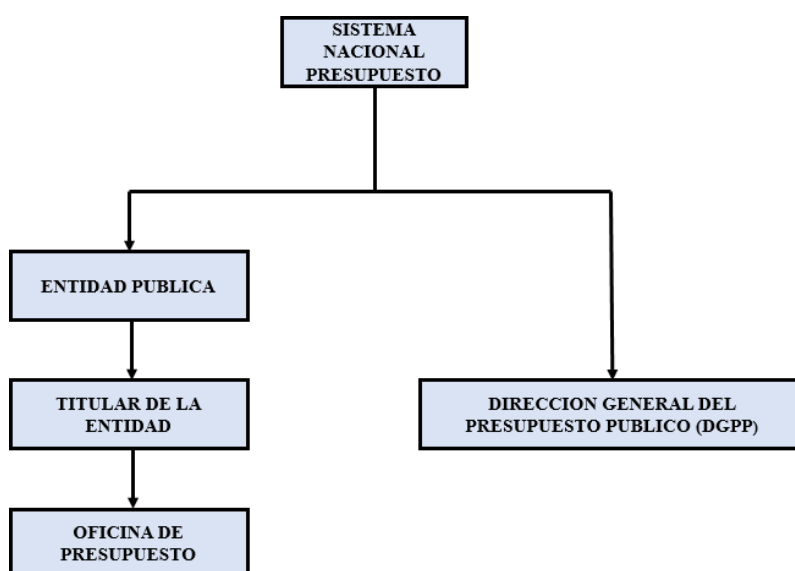 SISTEMA
NACIONAL
PRESUPUESTO
ENTIDAD PUBLICA
TITULAR DE LA
ENTIDAD
DIRECCION GENERAL DEL
PRESUPUESTO PUBLICO (DGPP)
OFICINA DE
PRESUPUESTO